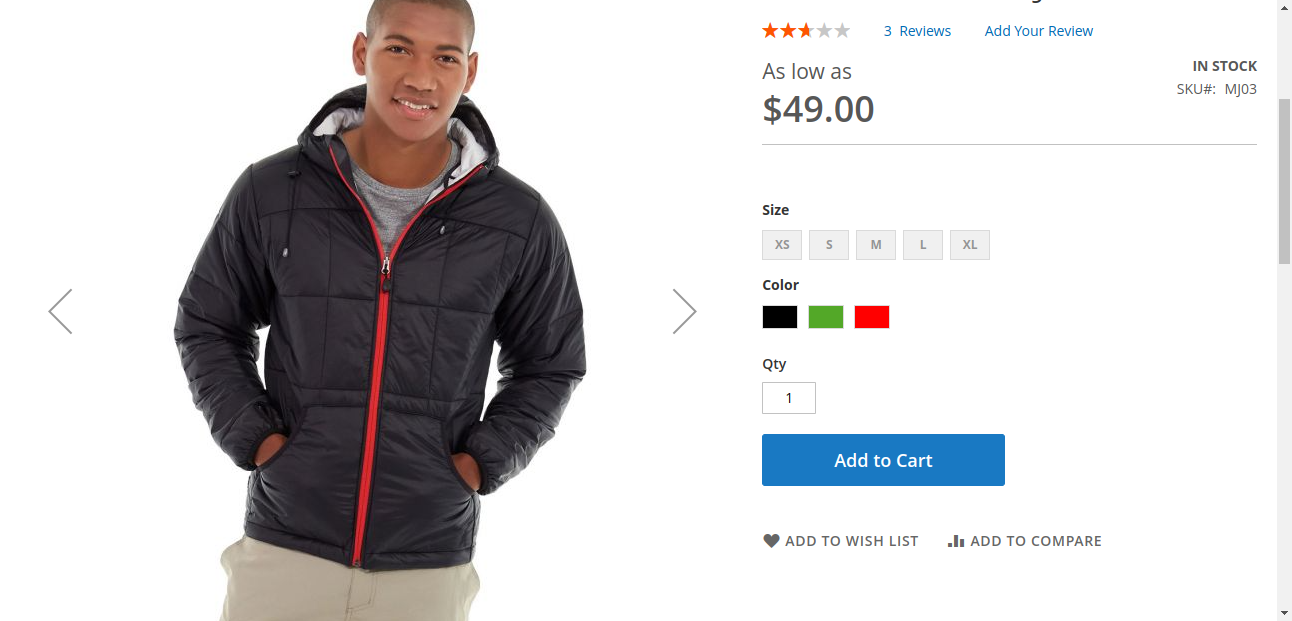 3 Reviews Add Your Review
As low as
IN STOCK
$49.00
SKU#: MJ03
Size
XS S M L XL
Color
Qty
1
Add to Cart
ADD TO WISH LIST ADD TO COMPARE